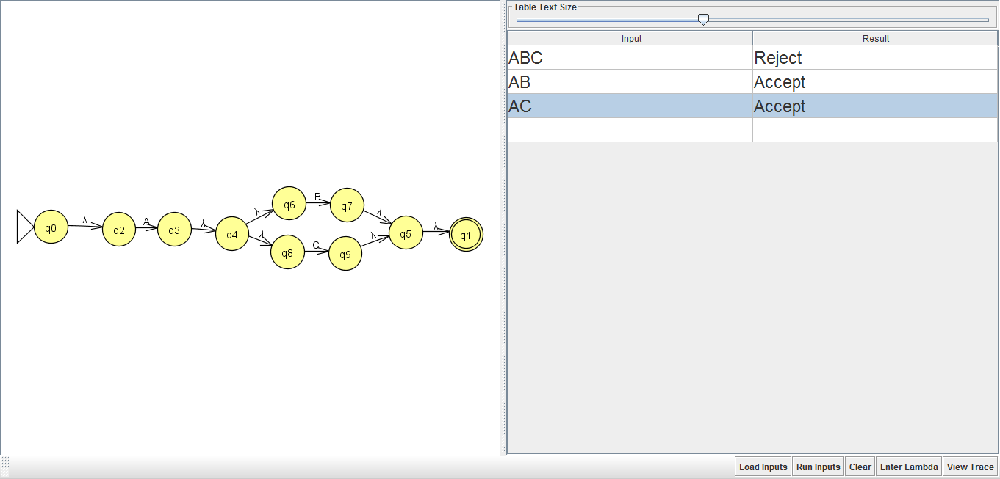 Table Text Size
Input Result
ABC Reject
AB Accept
AC Accept
q0 λ q2 A q3 λ q4 λ q6 B q7 λ q5 λ q1
λ q8 C q9 λ
Load Inputs Run Inputs Clear Enter Lambda View Trace